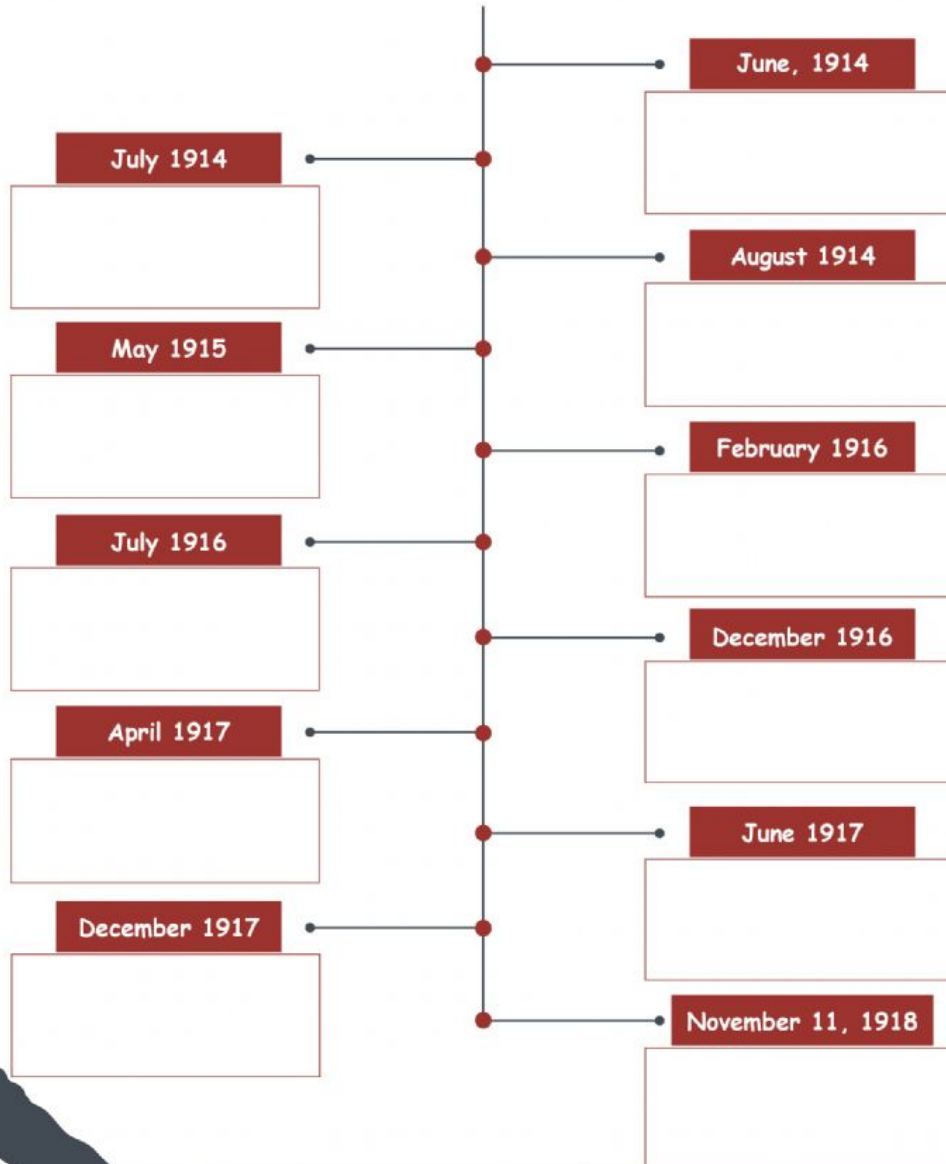 June, 1914
July 1914
August 1914
May 1915
February 1916
July 1916
December 1916
April 1917
June 1917
December 1917
November 11, 1918